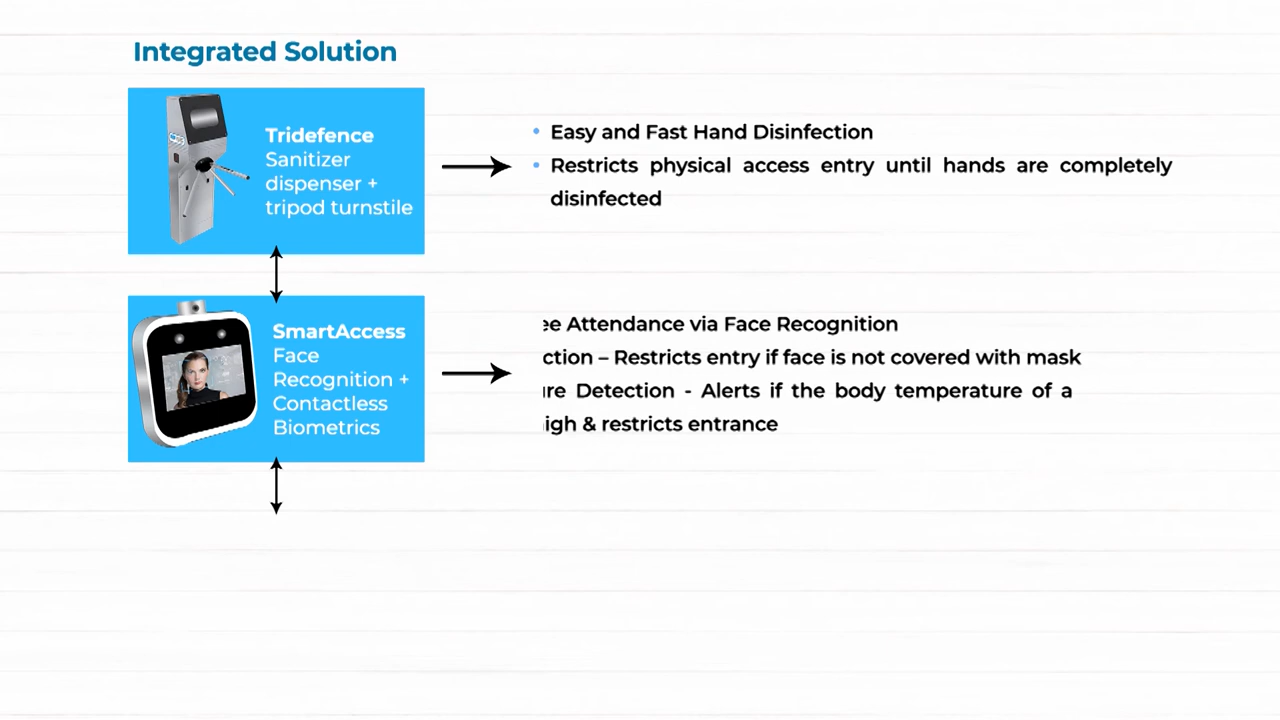 Integrated Solution
Tridefence
Sanitizer
dispenser +
tripod turnstile
• Easy and Fast Hand Disinfection
• Restricts physical access entry until hands are completely
disinfected
SmartAccess
Face
Recognition +
Contactless
Biometrics
Attendance via Face Recognition
– Restricts entry if face is not covered with mask
Detection - Alerts if the body temperature of a
& restricts entrance